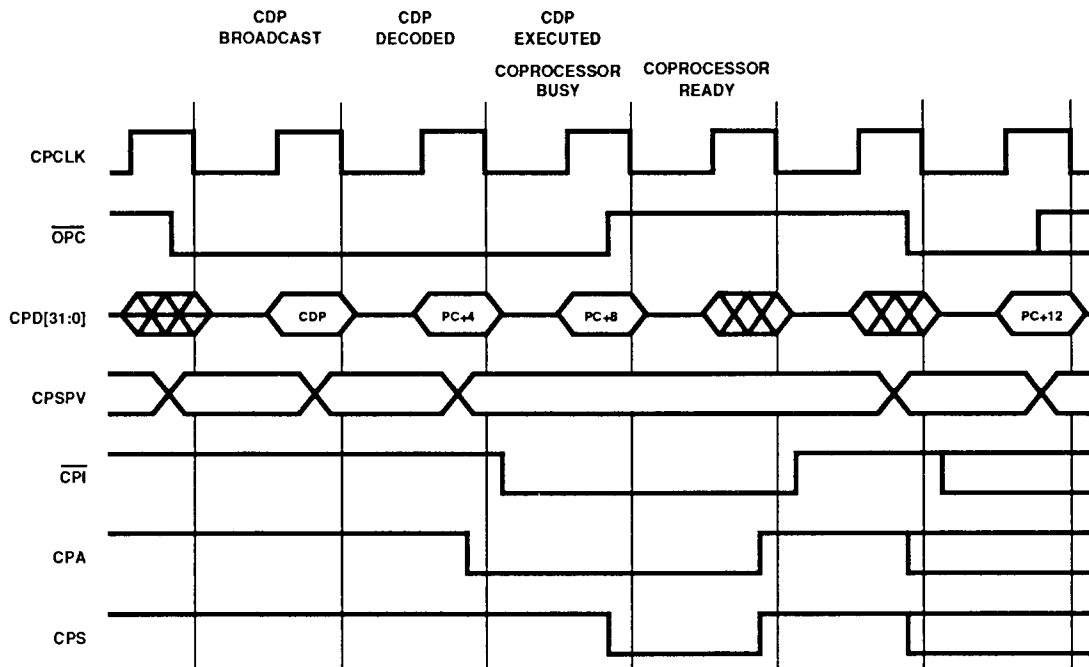 CDP
BROADCAST
CDP
DECODED
CDP
EXECUTED
COPROCESSOR
BUSY
COPROCESSOR
READY
CPCLK
OPC
CPD[31:0]
CDP
PC+4
PC+8
PC+12
CPSPV
CPI
CPA
CPS